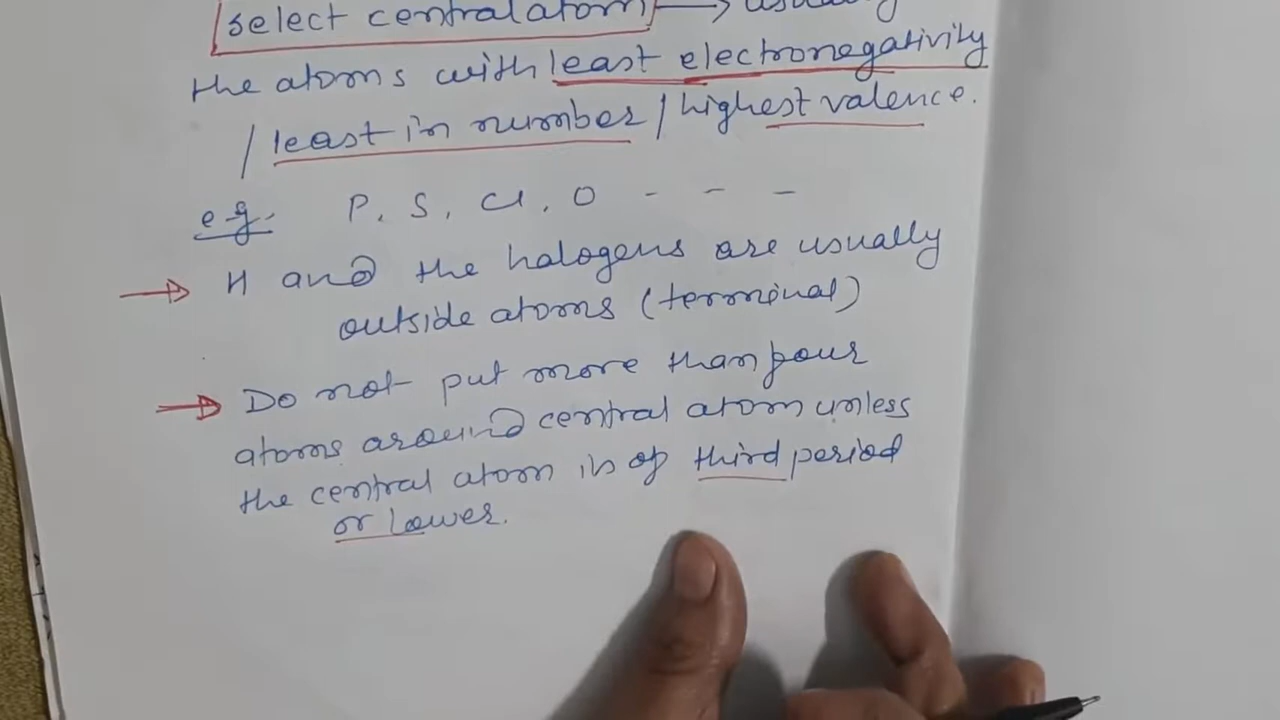 select central atom → usually
the atoms with least electronegativity
/ least in number / highest valence.
e.g. P, S, Cl, O - - -
→ H and the halogens are usually
outside atoms (terminal)
→ Do not put more than four
atoms around central atom unless
the central atom is of third period
or lower.